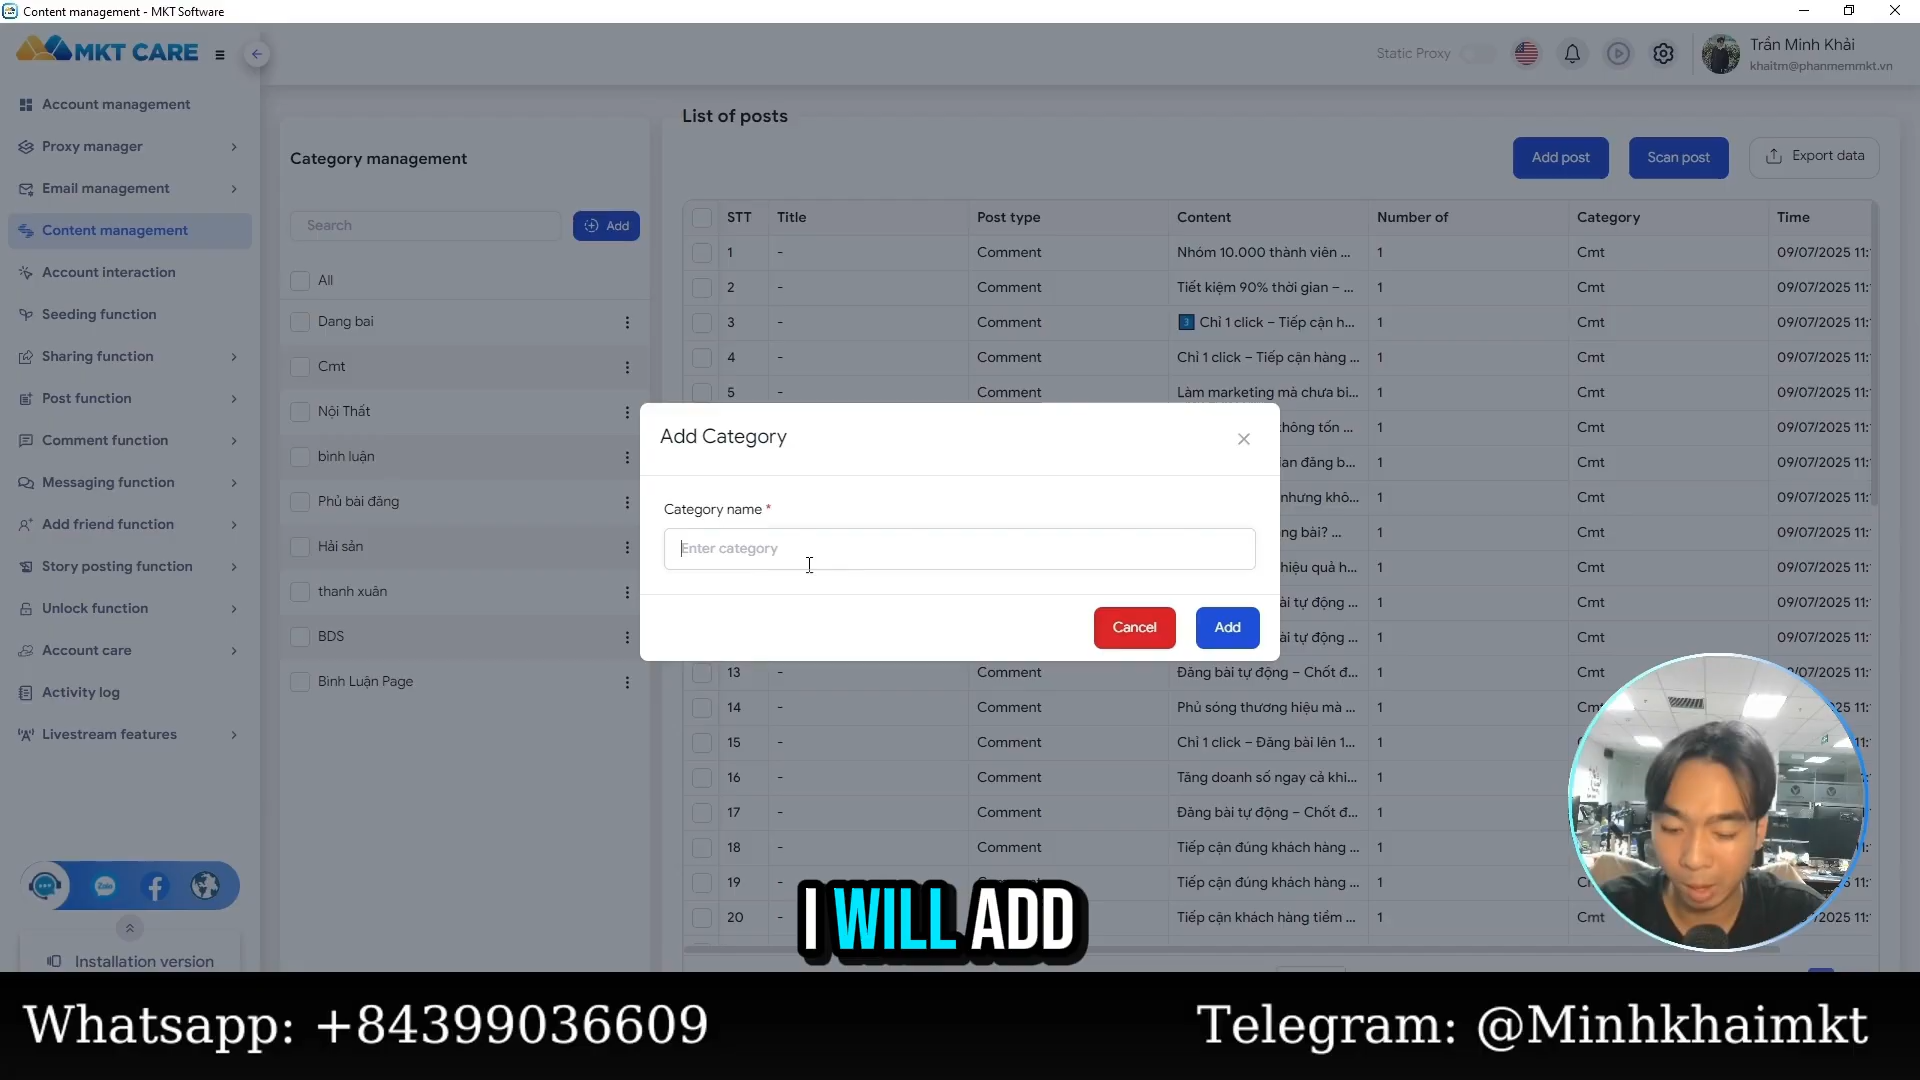 Content management - MKT Software
MKT CARE
Static Proxy
Trần Minh Khải
khaitm@phanmemmkt.vn
Account management
Proxy manager
Email management
Content management
Account interaction
Seeding function
Sharing function
Post function
Comment function
Messaging function
Add friend function
Story posting function
Unlock function
Account care
Activity log
Livestream features
Zalo
Installation version
Category management
Search
Add
All
Dang bai
Cmt
Nội Thất
bình luận
Phủ bài đăng
Hải sản
thanh xuân
BDS
Bình Luận Page
List of posts
Add post
Scan post
Export data
STT Title Post type Content Number of Category Time
1 - Comment Nhóm 10.000 thành viên ... 1 Cmt 09/07/2025 11:
2 - Comment Tiết kiệm 90% thời gian – ... 1 Cmt 09/07/2025 11:
3 - Comment 3 Chỉ 1 click – Tiếp cận h... 1 Cmt 09/07/2025 11:
4 - Comment Chỉ 1 click – Tiếp cận hàng ... 1 Cmt 09/07/2025 11:
5 - Comment Làm marketing mà chưa bi... 1 Cmt 09/07/2025 11:
không tốn ... 1 Cmt 09/07/2025 11:
ian đăng b... 1 Cmt 09/07/2025 11:
nhưng khô... 1 Cmt 09/07/2025 11:
ng bài? ... 1 Cmt 09/07/2025 11:
hiệu quả h... 1 Cmt 09/07/2025 11:
ài tự động ... 1 Cmt 09/07/2025 11:
ài tự động ... 1 Cmt 09/07/2025 11:
13 - Comment Đăng bài tự động – Chốt đ... 1 Cmt 09/07/2025 11:
14 - Comment Phủ sóng thương hiệu mà ... 1 Cmt
15 - Comment Chỉ 1 click – Đăng bài lên 1... 1 Cmt
16 - Comment Tăng doanh số ngay cả khi... 1 Cmt
17 - Comment Đăng bài tự động – Chốt đ... 1 Cmt
18 - Comment Tiếp cận đúng khách hàng ... 1 Cmt
19 - Comment Tiếp cận đúng khách hàng ... 1 11:
20 - Comment Tiếp cận khách hàng tiềm ... 1 Cmt 2025 11:
Add Category
Category name *
Enter category
Cancel
Add
I WILL ADD
Whatsapp: +84399036609
Telegram: @Minhkhaimkt